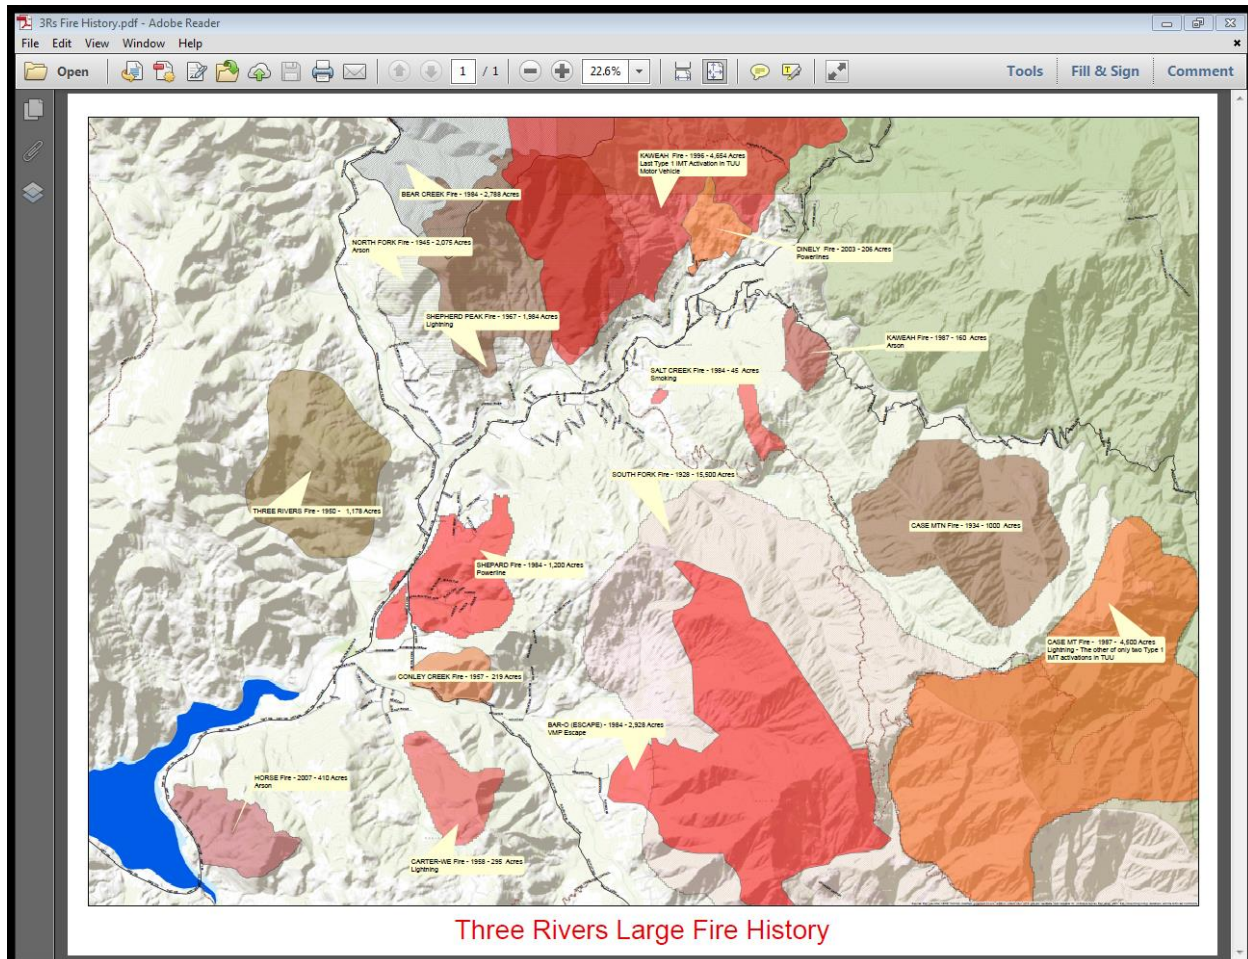 3Rs Fire History.pdf - Adobe Reader
File Edit View Window Help
Open 1 / 1 22.6% Tools Fill & Sign Comment
KAWEAH Fire - 1996 - 4,654 Acres
Last Type 1 IMT Activation in TUU
Motor Vehicle
BEAR CREEK Fire - 1984 - 2,788 Acres
NORTH FORK Fire - 1945 - 2,075 Acres
Arson
DINELY Fire - 2003 - 206 Acres
Powerlines
SHEPHERD PEAK Fire - 1967 - 1,984 Acres
Lightning
KAWEAH Fire - 1987 - 160 Acres
Arson
SALT CREEK Fire - 1984 - 45 Acres
Smoking
SOUTH FORK Fire - 1928 - 15,500 Acres
THREE RIVERS Fire - 1950 - 1,178 Acres
CASE MTN Fire - 1934 - 1000 Acres
SHEPARD Fire - 1984 - 1,200 Acres
Powerline
CASE MT Fire - 1987 - 4,500 Acres
Lightning - The other of only two Type 1
IMT activations in TUU
CONLEY CREEK Fire - 1957 - 219 Acres
BAR-O (ESCAPE) - 1984 - 2,928 Acres
VMP Escape
HORSE Fire - 2007 - 410 Acres
Arson
CARTER-WE Fire - 1958 - 295 Acres
Lightning
Three Rivers Large Fire History